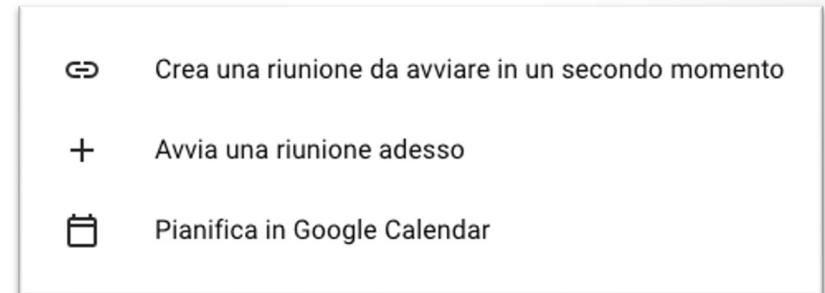 Crea una riunione da avviare in un secondo momento
Avvia una riunione adesso
Pianifica in Google Calendar